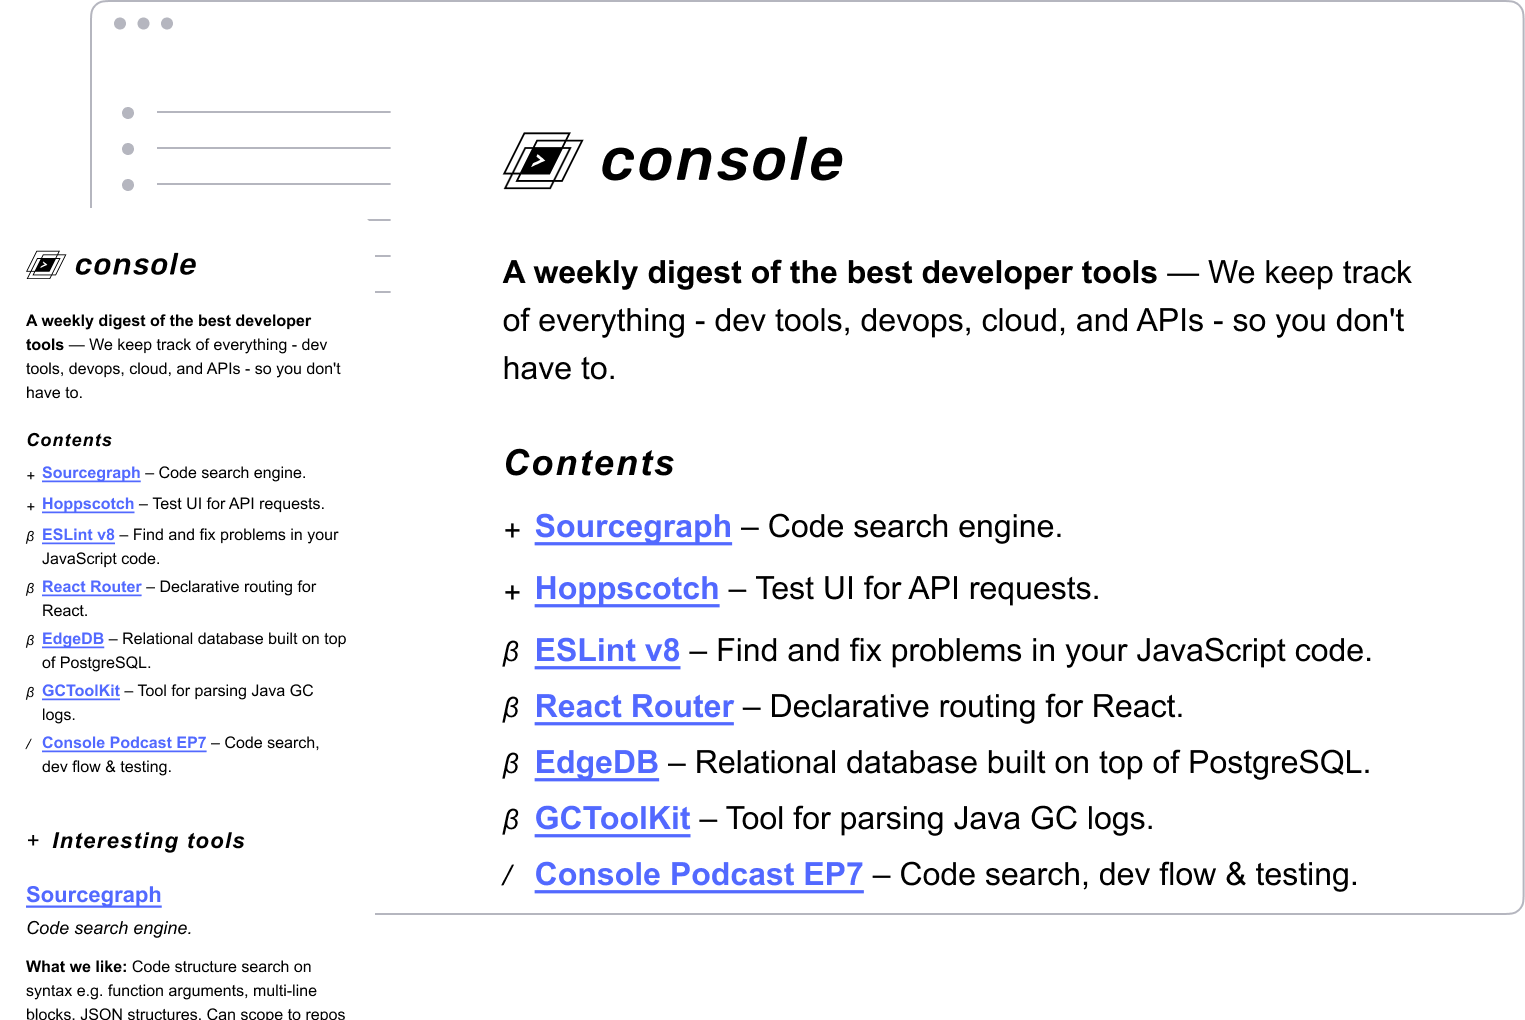 console
A weekly digest of the best developer
tools — We keep track of everything - dev
tools, devops, cloud, and APIs - so you don't
have to.
Contents
+ Sourcegraph – Code search engine.
+ Hoppscotch – Test UI for API requests.
β ESLint v8 – Find and fix problems in your
JavaScript code.
β React Router – Declarative routing for
React.
β EdgeDB – Relational database built on top
of PostgreSQL.
β GCToolKit – Tool for parsing Java GC
logs.
/ Console Podcast EP7 – Code search,
dev flow & testing.
+ Interesting tools
Sourcegraph
Code search engine.
What we like: Code structure search on
syntax e.g. function arguments, multi-line
blocks, JSON structures. Can scope to repos
console
A weekly digest of the best developer tools — We keep track
of everything - dev tools, devops, cloud, and APIs - so you don't
have to.
Contents
+ Sourcegraph – Code search engine.
+ Hoppscotch – Test UI for API requests.
β ESLint v8 – Find and fix problems in your JavaScript code.
β React Router – Declarative routing for React.
β EdgeDB – Relational database built on top of PostgreSQL.
β GCToolKit – Tool for parsing Java GC logs.
/ Console Podcast EP7 – Code search, dev flow & testing.